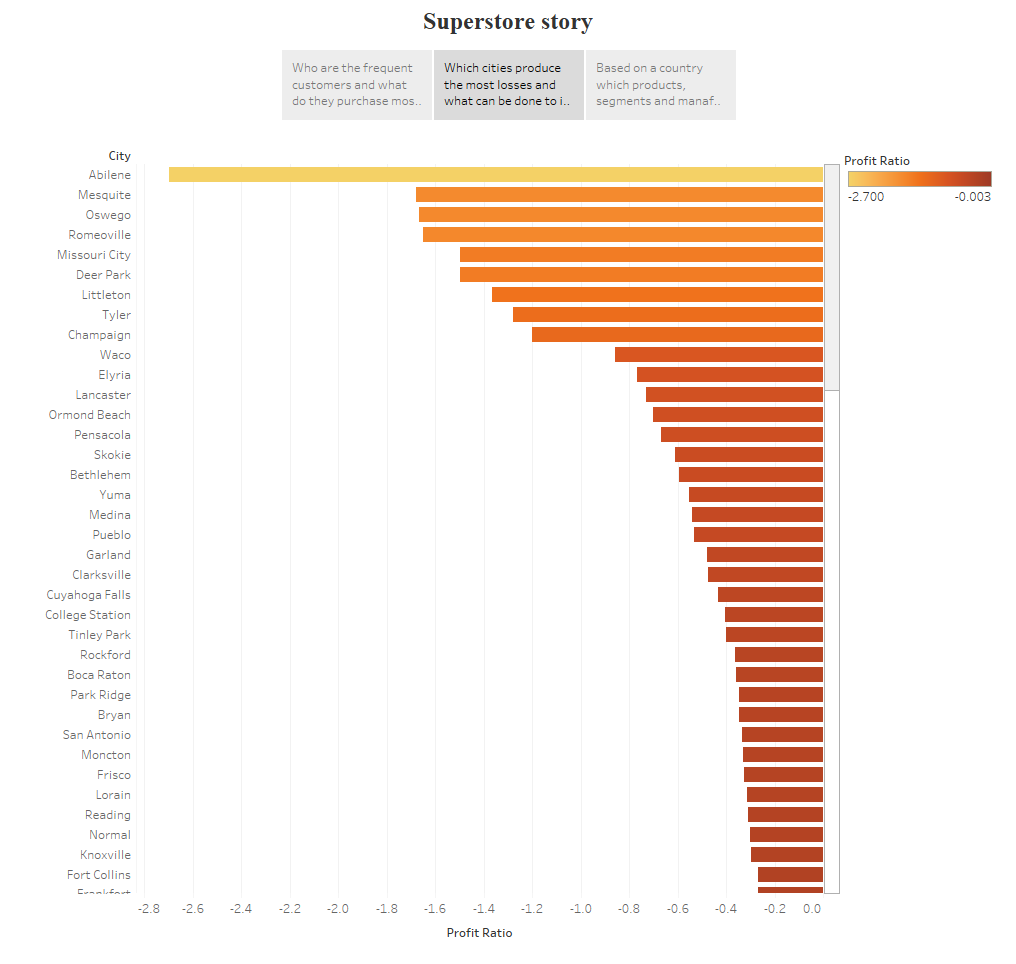 Superstore story
Who are the frequent
customers and what
do they purchase mos..
Which cities produce
the most losses and
what can be done to i..
Based on a country
which products,
segments and manaf..
City
Profit Ratio
-2.700 -0.003
Abilene
Mesquite
Oswego
Romeoville
Missouri City
Deer Park
Littleton
Tyler
Champaign
Waco
Elyria
Lancaster
Ormond Beach
Pensacola
Skokie
Bethlehem
Yuma
Medina
Pueblo
Garland
Clarksville
Cuyahoga Falls
College Station
Tinley Park
Rockford
Boca Raton
Park Ridge
Bryan
San Antonio
Moncton
Frisco
Lorain
Reading
Normal
Knoxville
Fort Collins
Frankfort
-2.8 -2.6 -2.4 -2.2 -2.0 -1.8 -1.6 -1.4 -1.2 -1.0 -0.8 -0.6 -0.4 -0.2 0.0
Profit Ratio